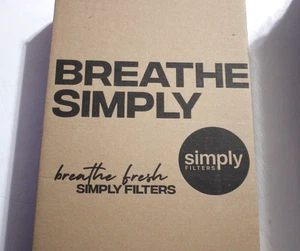 BREATHE
SIMPLY
breathe fresh
SIMPLY FILTERS
simply
FILTERS